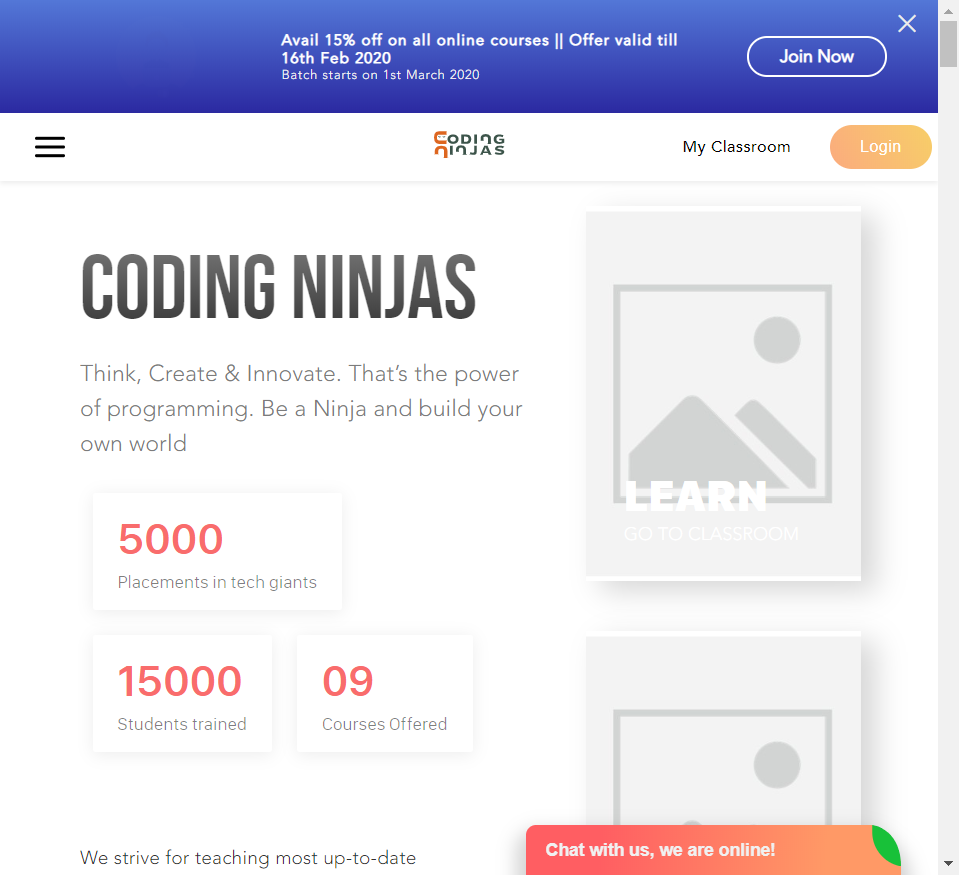 Avail 15% off on all online courses || Offer valid till
16th Feb 2020
Batch starts on 1st March 2020
Join Now
CODING
NINJAS
My Classroom
Login
CODING NINJAS
Think, Create & Innovate. That’s the power
of programming. Be a Ninja and build your
own world
5000
Placements in tech giants
15000
Students trained
09
Courses Offered
LEARN
GO TO CLASSROOM
We strive for teaching most up-to-date
Chat with us, we are online!